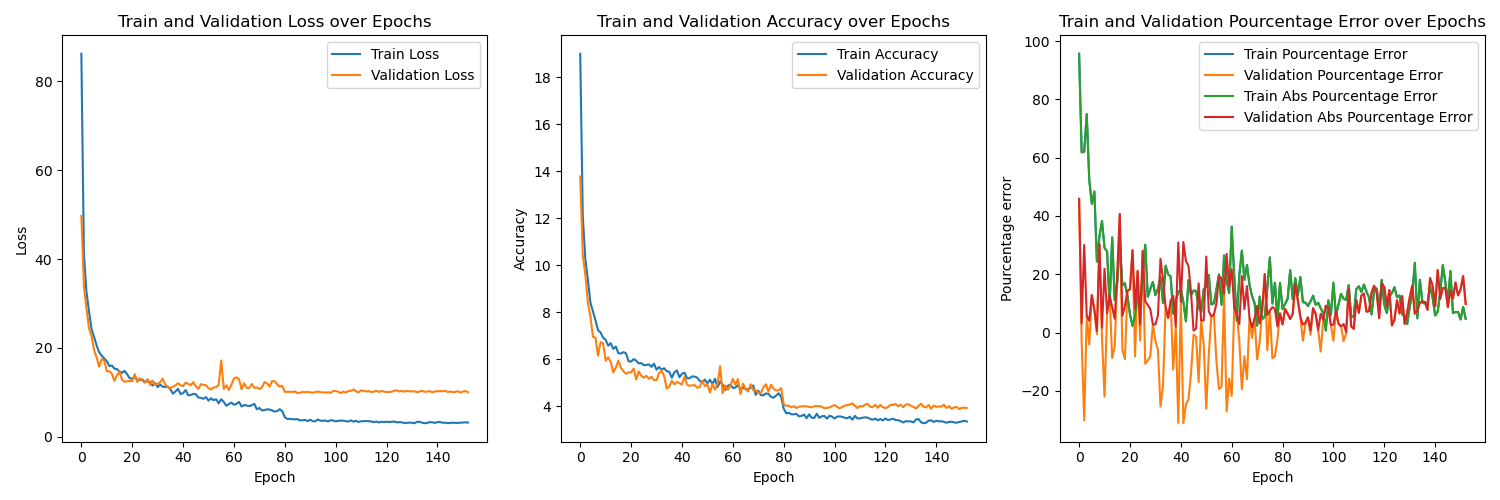 Train and Validation Loss over Epochs
Train Loss
Validation Loss
Loss
80
60
40
20
0
0 20 40 60 80 100 120 140
Epoch
Train and Validation Accuracy over Epochs
Train Accuracy
Validation Accuracy
Accuracy
18
16
14
12
10
8
6
4
0 20 40 60 80 100 120 140
Epoch
Train and Validation Pourcentage Error over Epochs
Train Pourcentage Error
Validation Pourcentage Error
Train Abs Pourcentage Error
Validation Abs Pourcentage Error
Pourcentage error
100
80
60
40
20
0
−20
0 20 40 60 80 100 120 140
Epoch